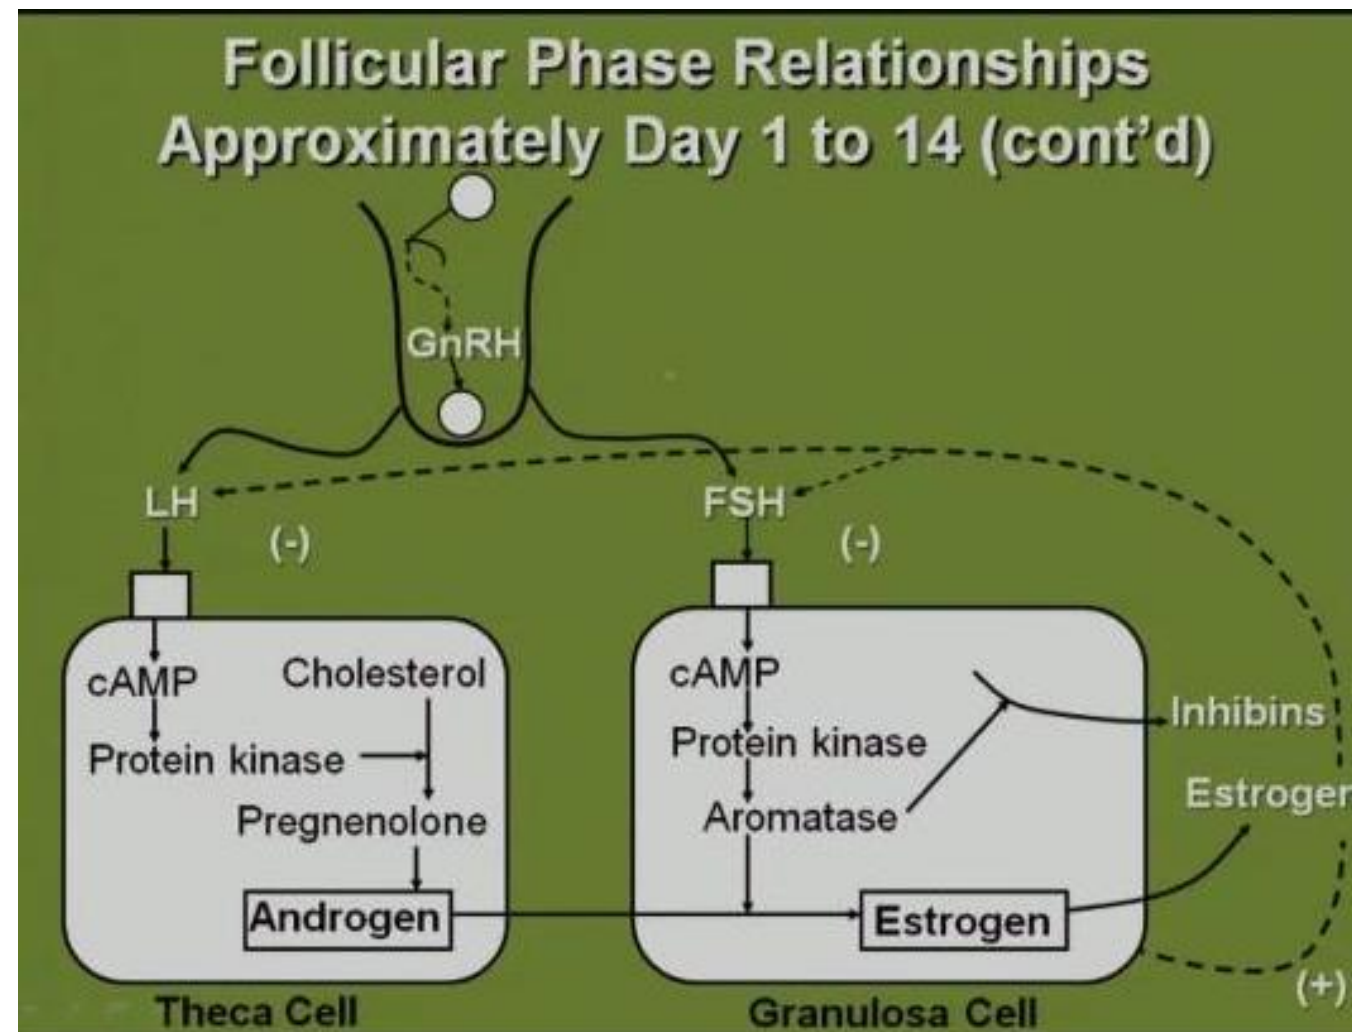 Follicular Phase Relationships
Approximately Day 1 to 14 (cont'd)
GnRH
LH
FSH
(-)
(-)
cAMP
Cholesterol
Protein kinase
Pregnenolone
Androgen
Theca Cell
cAMP
Protein kinase
Aromatase
Estrogen
Granulosa Cell
Inhibins
Estrogen
(+)